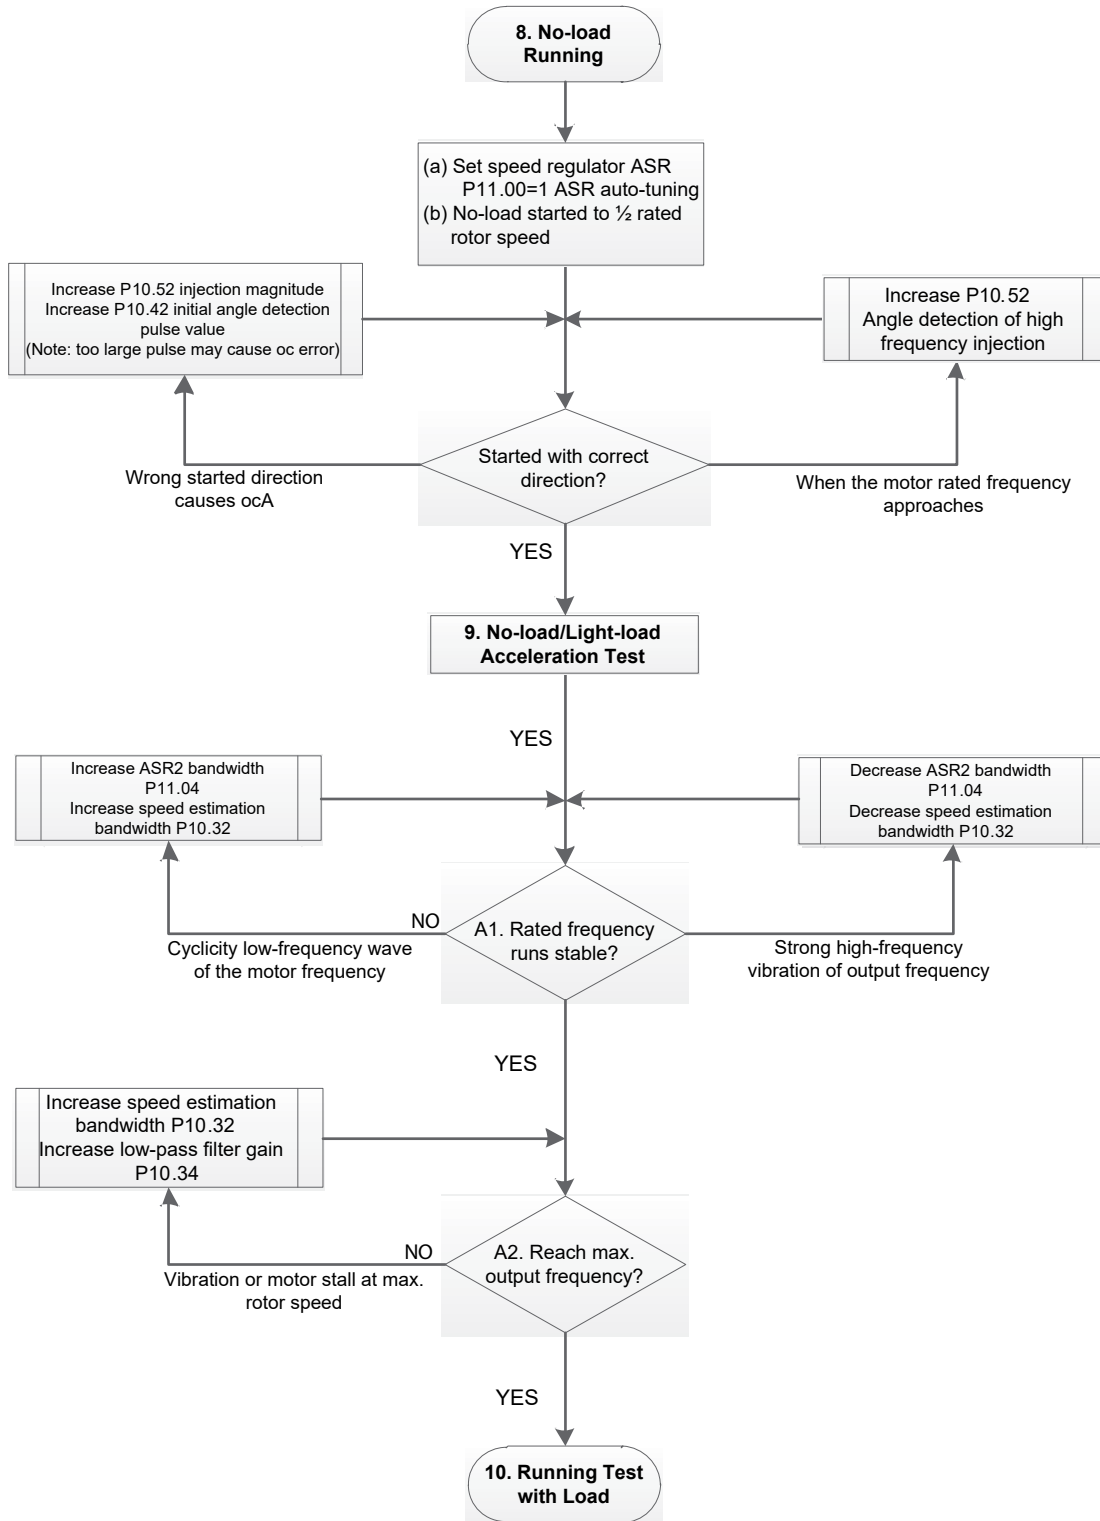 8. No-load
Running
(a) Set speed regulator ASR
P11.00=1 ASR auto-tuning
(b) No-load started to ½ rated
rotor speed
Increase P10.52 injection magnitude
Increase P10.42 initial angle detection
pulse value
(Note: too large pulse may cause oc error)
Increase P10.52
Angle detection of high
frequency injection
Started with correct
direction?
Wrong started direction
causes ocA
When the motor rated frequency
approaches
YES
9. No-load/Light-load
Acceleration Test
YES
Increase ASR2 bandwidth
P11.04
Increase speed estimation
bandwidth P10.32
Decrease ASR2 bandwidth
P11.04
Decrease speed estimation
bandwidth P10.32
NO
A1. Rated frequency
runs stable?
Cyclicity low-frequency wave
of the motor frequency
Strong high-frequency
vibration of output frequency
YES
Increase speed estimation
bandwidth P10.32
Increase low-pass filter gain
P10.34
NO
A2. Reach max.
output frequency?
Vibration or motor stall at max.
rotor speed
YES
10. Running Test
with Load